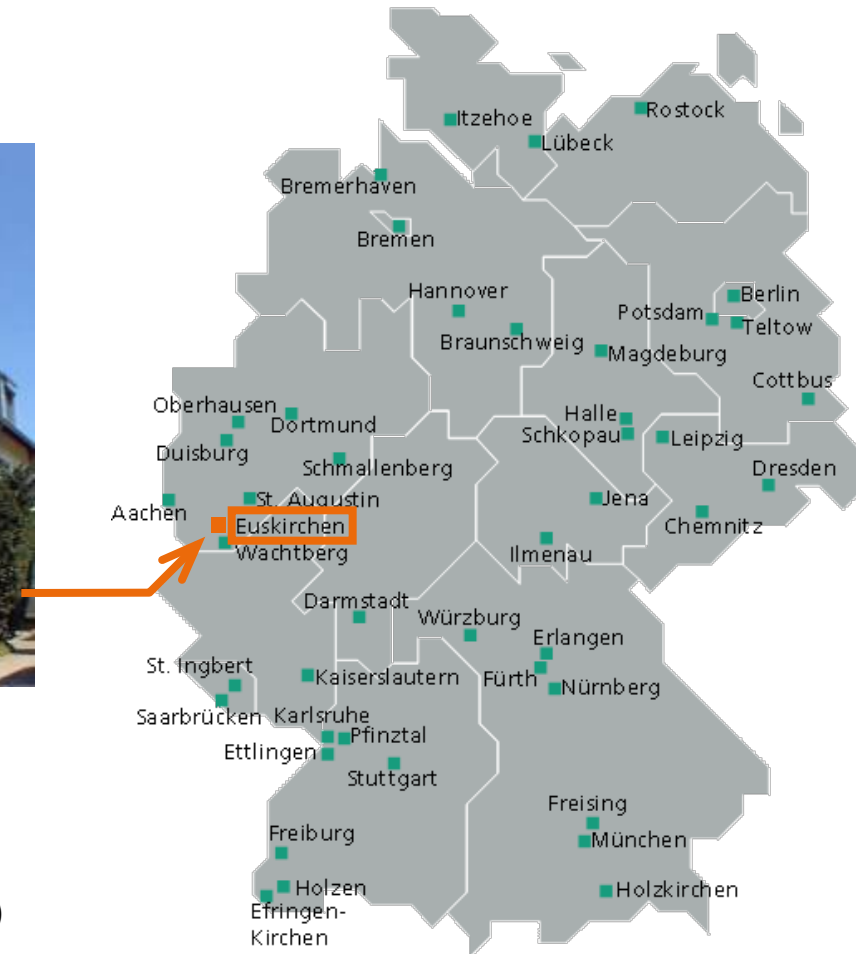 Itzehoe
Rostock
Lübeck
Bremerhaven
Bremen
Hannover
Berlin
Potsdam
Teltow
Braunschweig
Magdeburg
Cottbus
Oberhausen
Dortmund
Halle
Schkopau
Leipzig
Duisburg
Schmallenberg
Dresden
Aachen
St. Augustin
Jena
Chemnitz
Euskirchen
Wachtberg
Ilmenau
Darmstadt
Würzburg
Erlangen
St. Ingbert
Kaiserslautern
Fürth
Nürnberg
Saarbrücken
Karlsruhe
Pfinztal
Ettlingen
Stuttgart
Freising
Freiburg
München
Holzen
Holzkirchen
Efringen-
Kirchen
)